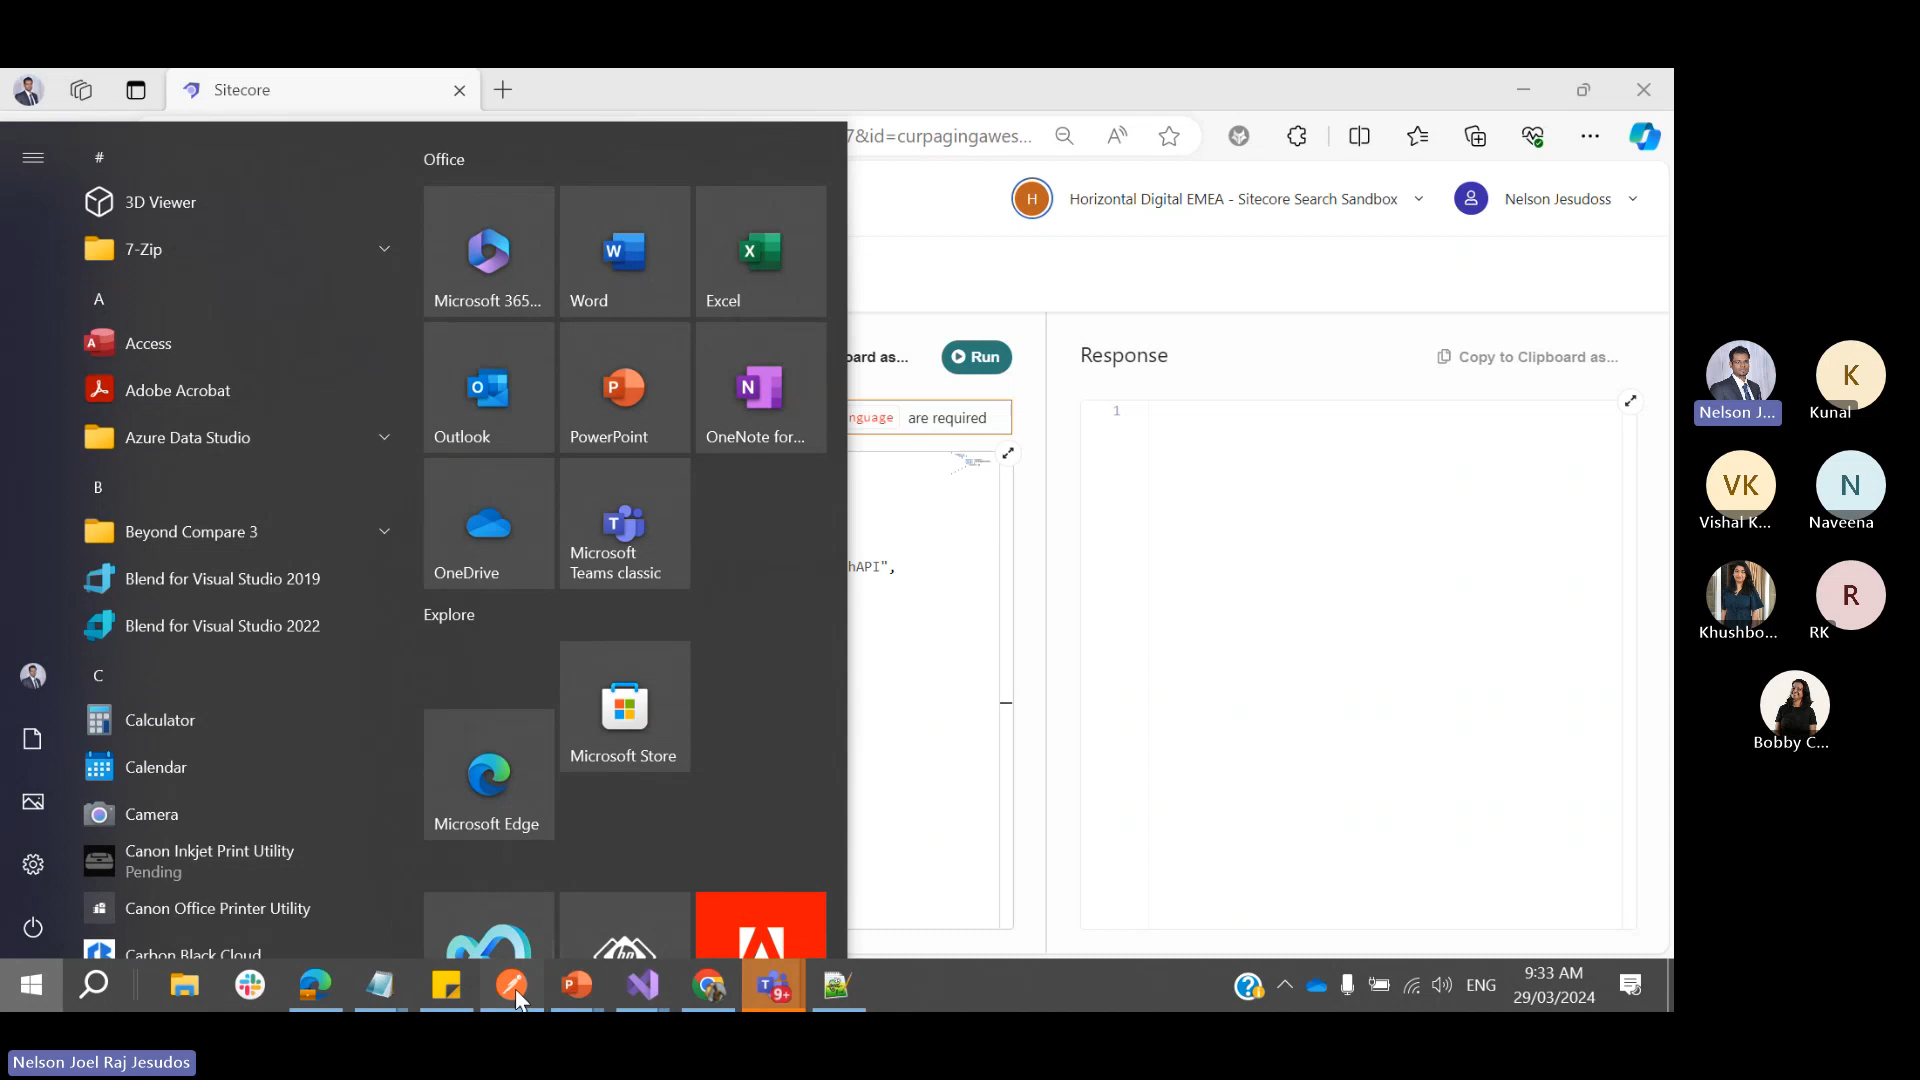 Sitecore
7&id=curpagingawes...
#
3D Viewer
7-Zip
A
Access
Adobe Acrobat
Azure Data Studio
B
Beyond Compare 3
Blend for Visual Studio 2019
Blend for Visual Studio 2022
C
Calculator
Calendar
Camera
Canon Inkjet Print Utility
Pending
Canon Office Printer Utility
Carbon Black Cloud
Office
Microsoft 365...
Word
Excel
Outlook
PowerPoint
OneNote for...
OneDrive
Microsoft
Teams classic
Explore
Microsoft Store
Microsoft Edge
H
Horizontal Digital EMEA - Sitecore Search Sandbox
Nelson Jesudoss
oard as...
Run
nguage are required
hAPI",
Response
Copy to Clipboard as...
1
Nelson J...
K
Kunal
VK
Vishal K...
N
Naveena
Khushbo...
R
RK
Bobby C...
9+
ENG
9:33 AM
29/03/2024
Nelson Joel Raj Jesudos